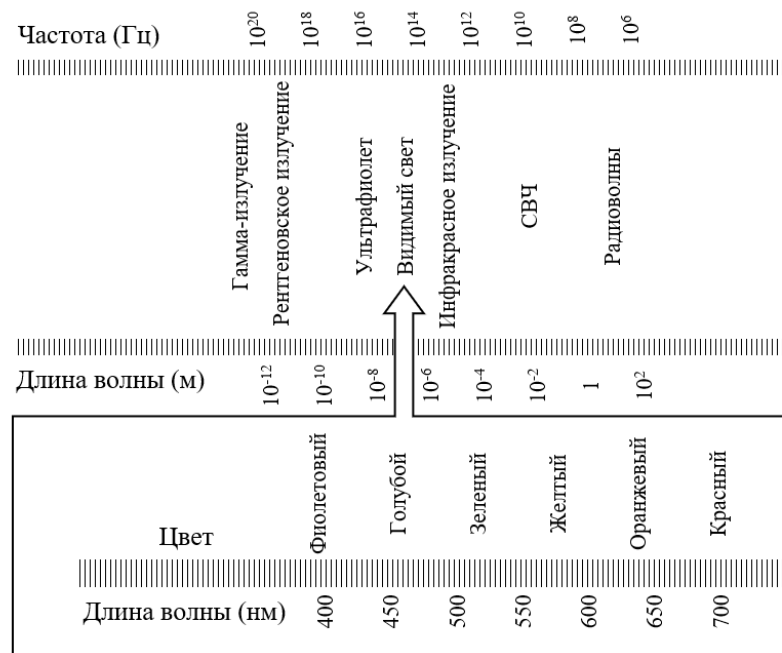 Частота (Гц) 10²⁰ 10¹⁸ 10¹⁶ 10¹⁴ 10¹² 10¹⁰ 10⁸ 10⁶
Гамма-излучение
Рентгеновское излучение
Ультрафиолет
Видимый свет
Инфракрасное излучение
СВЧ
Радиоволны
Длина волны (м) 10⁻¹² 10⁻¹⁰ 10⁻⁸ 10⁻⁶ 10⁻⁴ 10⁻² 1 10²
Цвет Фиолетовый Голубой Зеленый Желтый Оранжевый Красный
Длина волны (нм) 400 450 500 550 600 650 700